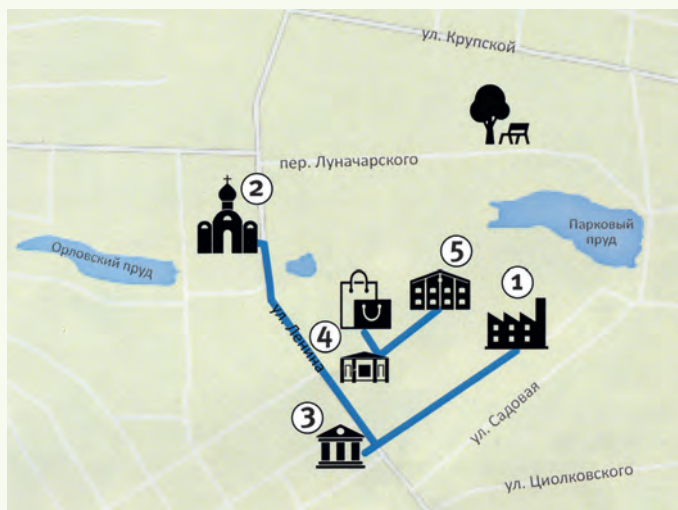 ул. Крупской
пер. Луначарского
2
Парковый
пруд
Орловский пруд
5
1
4
ул. Ленина
3
ул. Садовая
ул. Циолковского